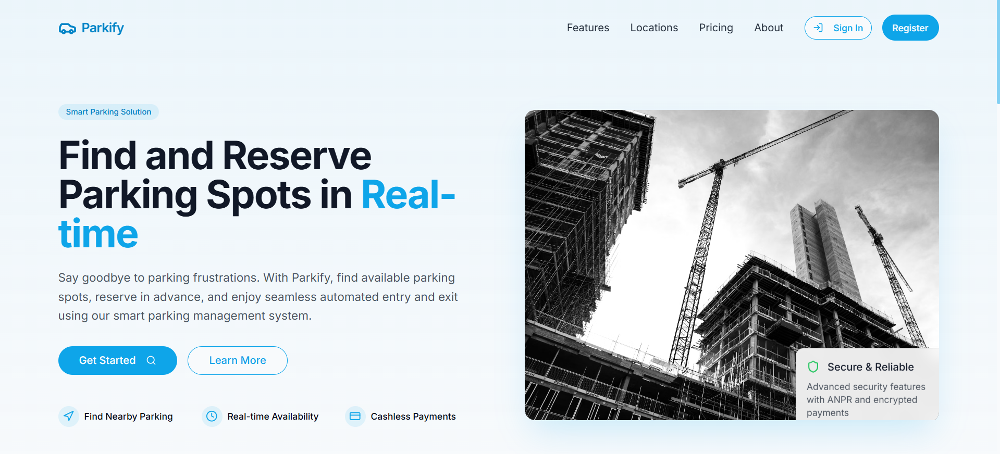 Parkify
Features
Locations
Pricing
About
Sign In
Register
Smart Parking Solution
Find and Reserve
Parking Spots in Real-
time
Say goodbye to parking frustrations. With Parkify, find available parking
spots, reserve in advance, and enjoy seamless automated entry and exit
using our smart parking management system.
Get Started
Learn More
Find Nearby Parking
Real-time Availability
Cashless Payments
Secure & Reliable
Advanced security features
with ANPR and encrypted
payments